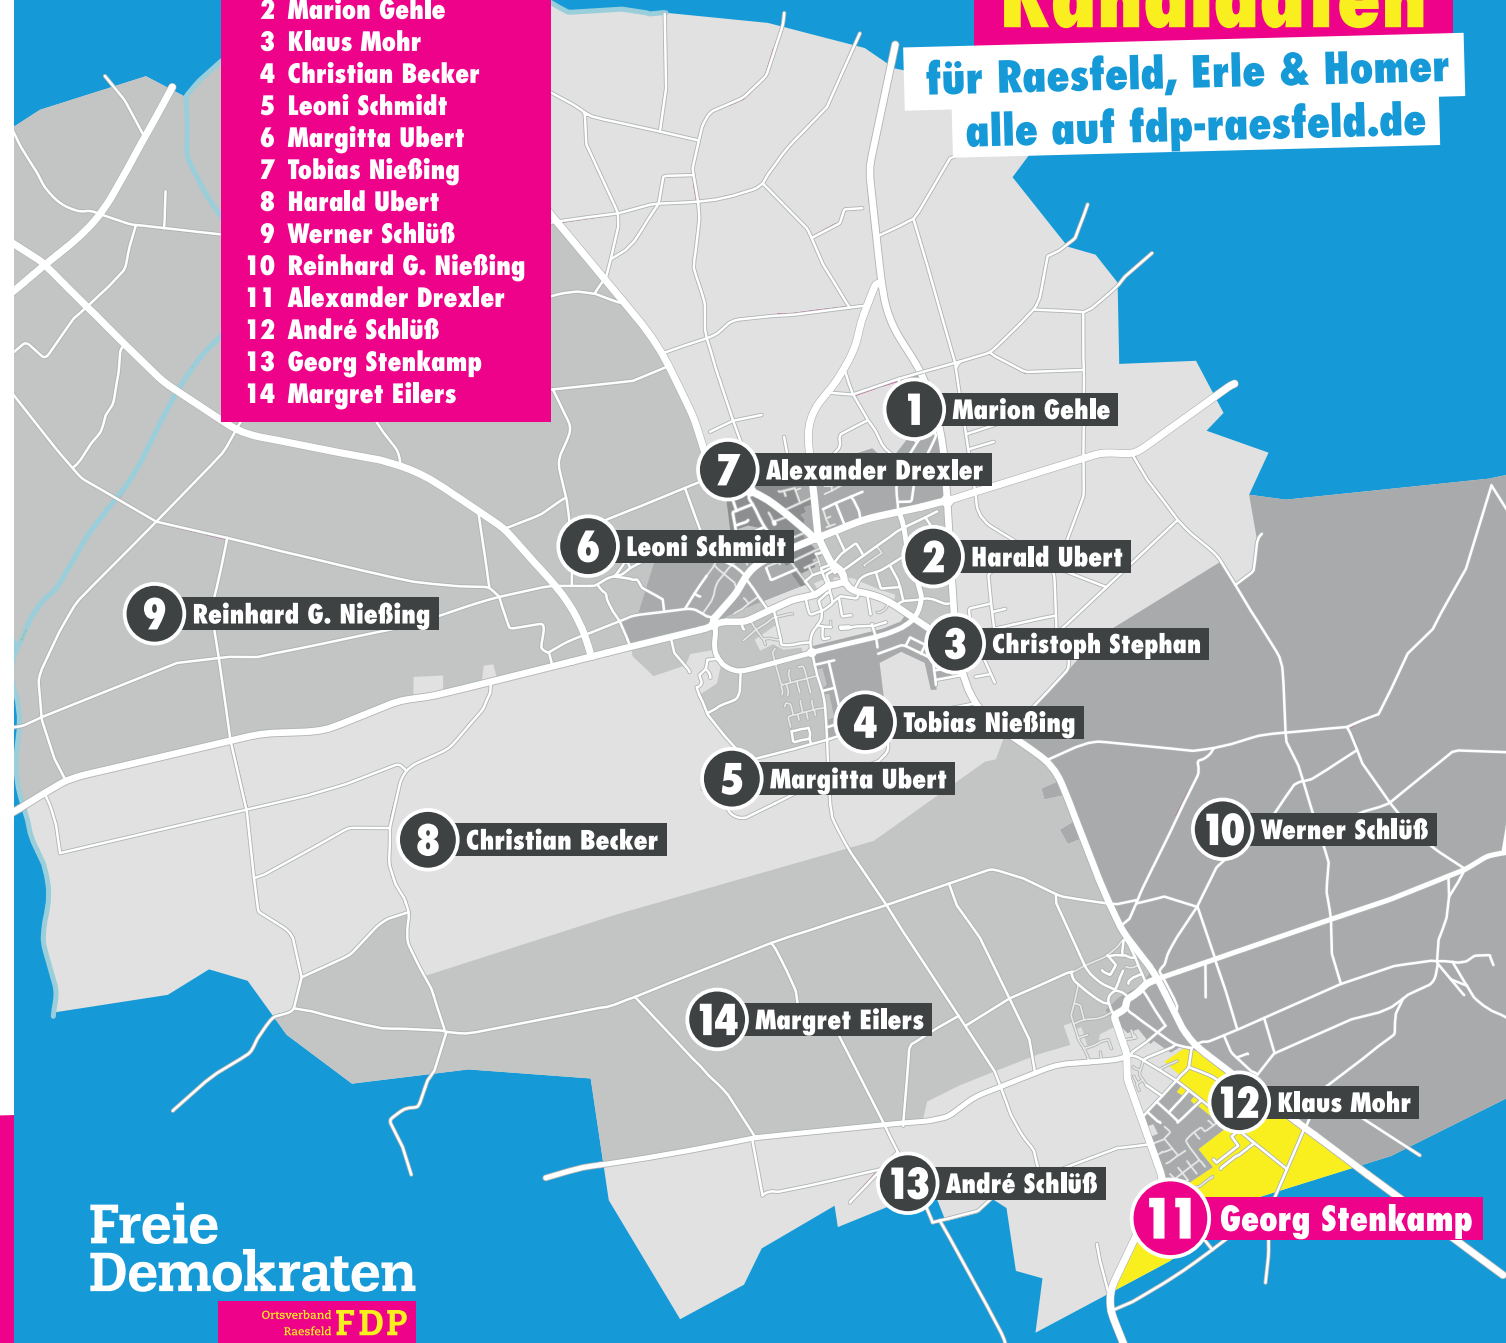 2 Marion Gehle
3 Klaus Mohr
4 Christian Becker
5 Leoni Schmidt
6 Margitta Ubert
7 Tobias Nießing
8 Harald Ubert
9 Werner Schlüß
10 Reinhard G. Nießing
11 Alexander Drexler
12 André Schlüß
13 Georg Stenkamp
14 Margret Eilers
Kandidaten
für Raesfeld, Erle & Homer
alle auf fdp-raesfeld.de
1 Marion Gehle
7 Alexander Drexler
6 Leoni Schmidt
2 Harald Ubert
9 Reinhard G. Nießing
3 Christoph Stephan
4 Tobias Nießing
5 Margitta Ubert
8 Christian Becker
10 Werner Schlüß
14 Margret Eilers
12 Klaus Mohr
13 André Schlüß
11 Georg Stenkamp
Freie
Demokraten
Ortsverband
Raesfeld FDP